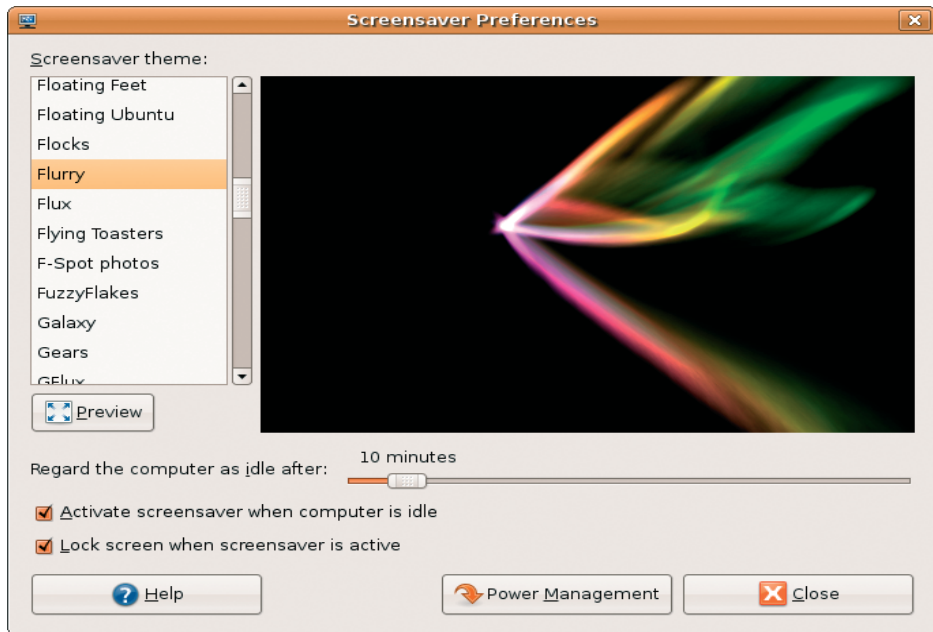 Screensaver Preferences
Screensaver theme:
Floating Feet
Floating Ubuntu
Flocks
Flurry
Flux
Flying Toasters
F-Spot photos
FuzzyFlakes
Galaxy
Gears
GFlux
Preview
Regard the computer as idle after:
10 minutes
Activate screensaver when computer is idle
Lock screen when screensaver is active
Help
Power Management
Close